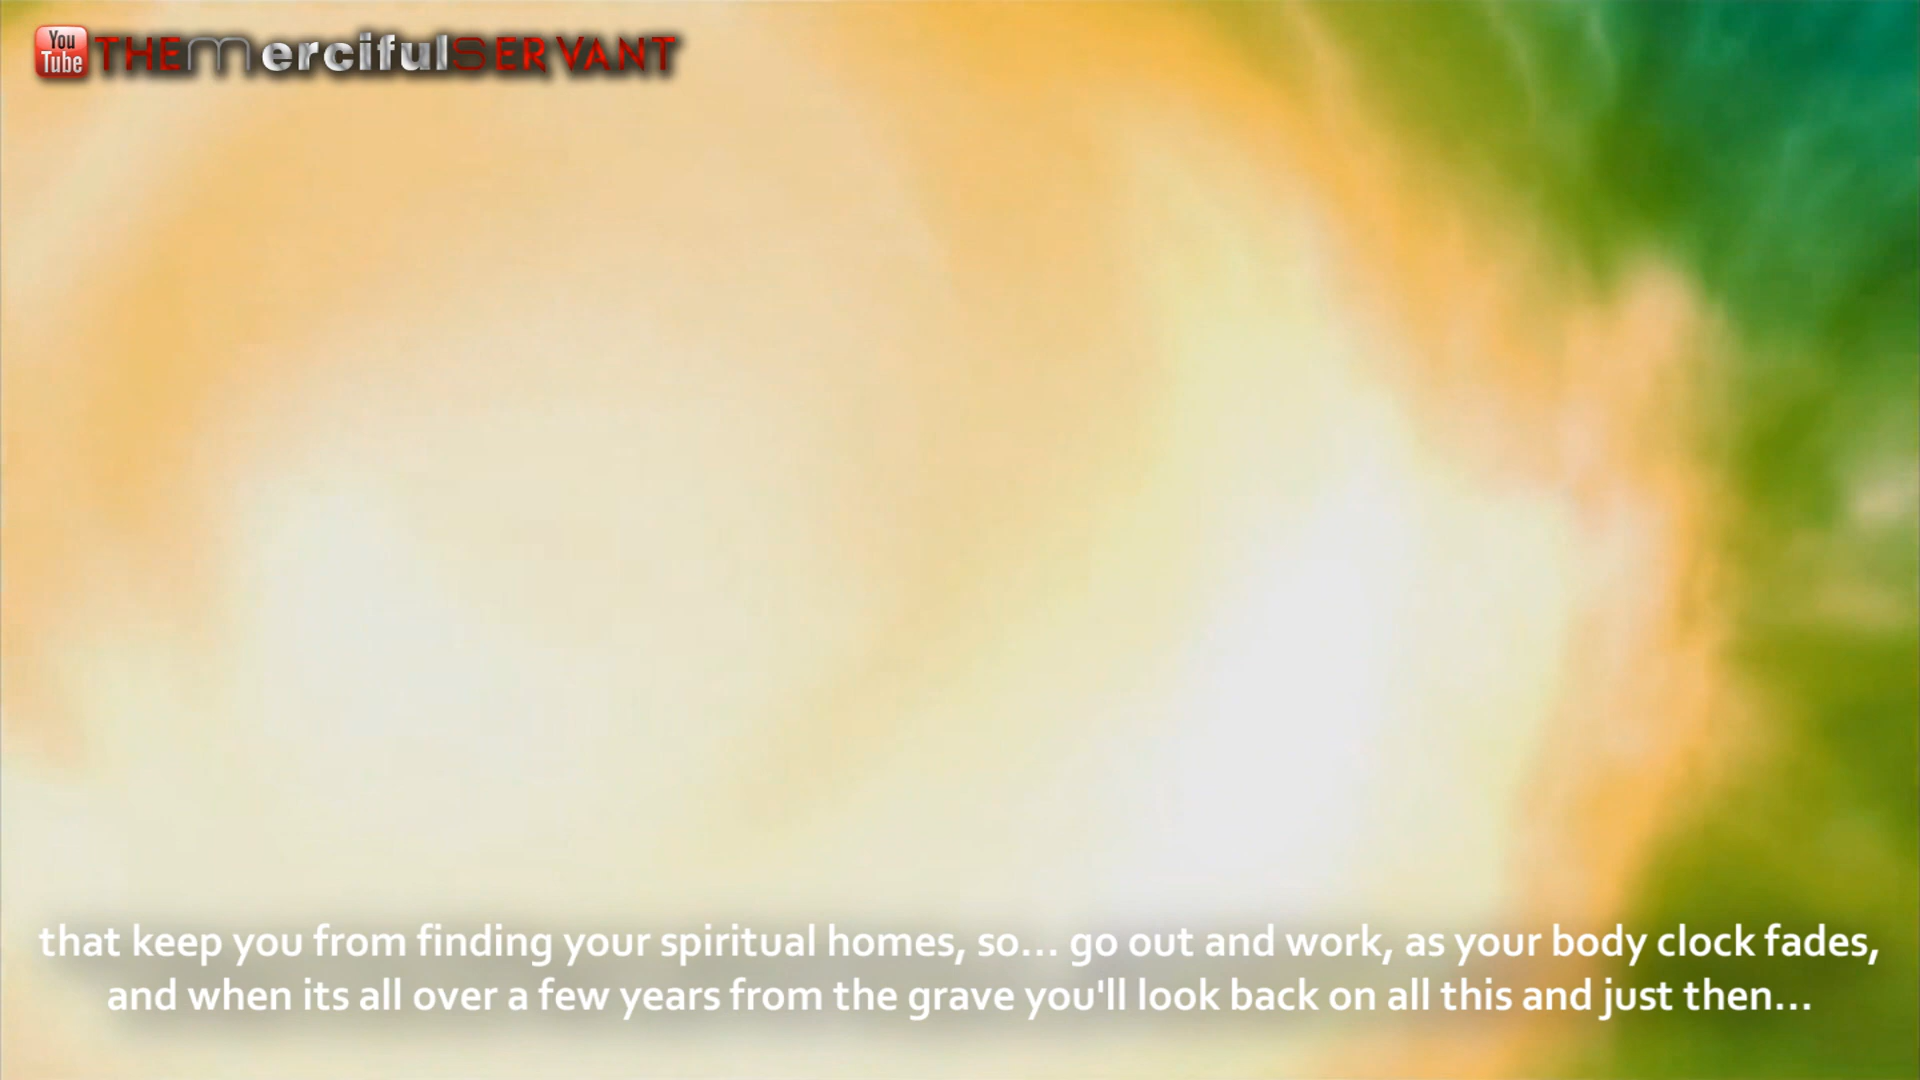 You
Tube THEmercifulSERVANT
that keep you from finding your spiritual homes, so... go out and work, as your body clock fades,
and when its all over a few years from the grave you'll look back on all this and just then...